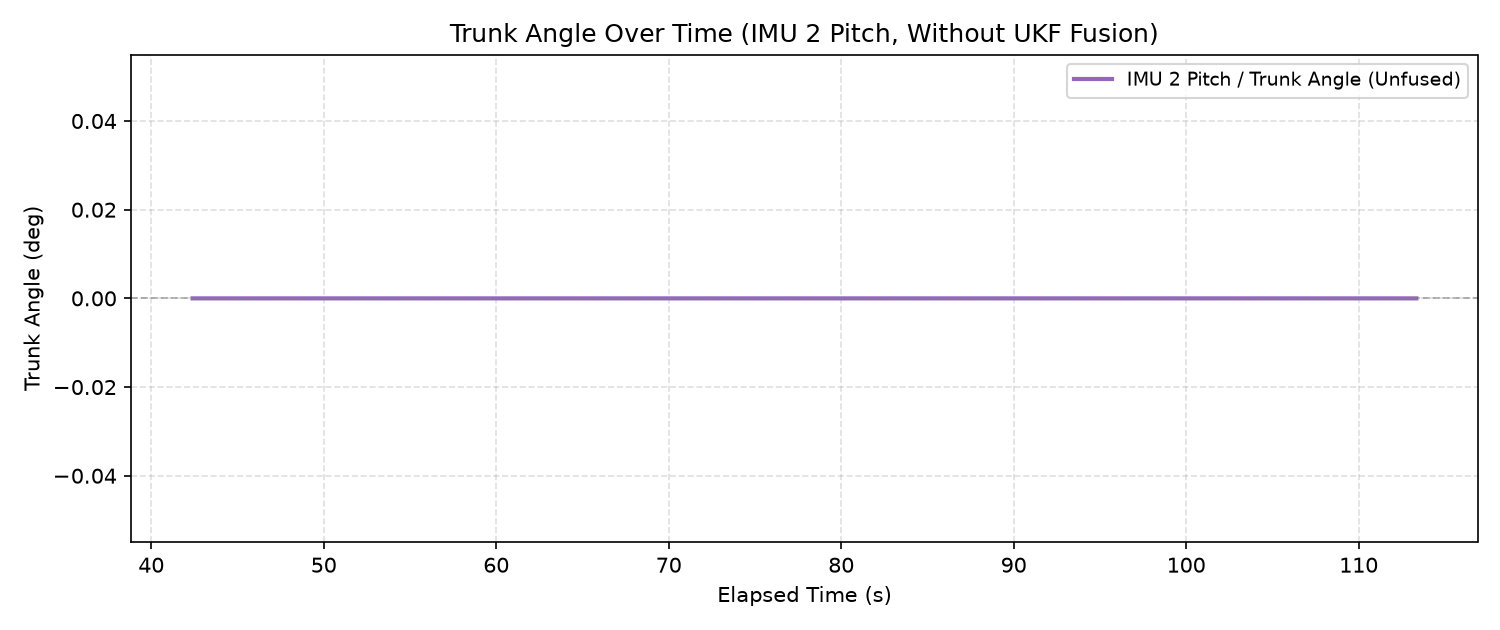 Trunk Angle Over Time (IMU 2 Pitch, Without UKF Fusion)
IMU 2 Pitch / Trunk Angle (Unfused)
Trunk Angle (deg)
0.04
0.02
0.00
−0.02
−0.04
40 50 60 70 80 90 100 110
Elapsed Time (s)